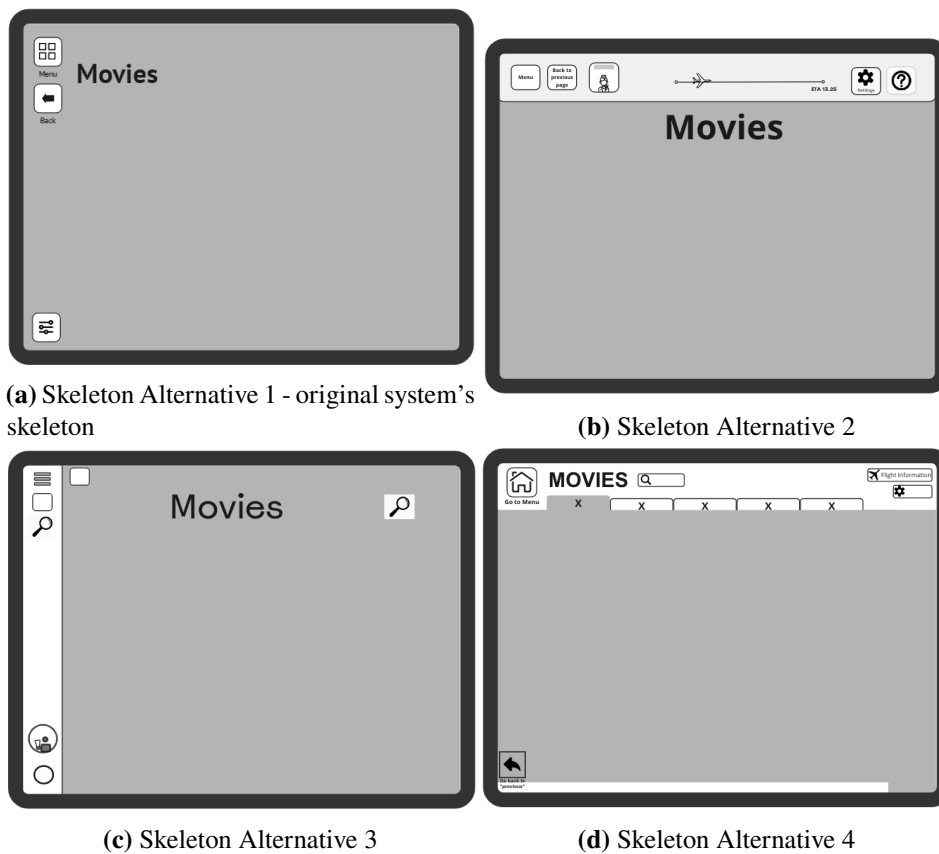 Menu
Movies
Back
(a) Skeleton Alternative 1 - original system's
skeleton
Menu
Back to
previous
page
ETA 13.25
Settings
Movies
(b) Skeleton Alternative 2
Movies
(c) Skeleton Alternative 3
Go to Menu
MOVIES
Flight Information
X
X
X
X
X
Go back to
"previous"
(d) Skeleton Alternative 4